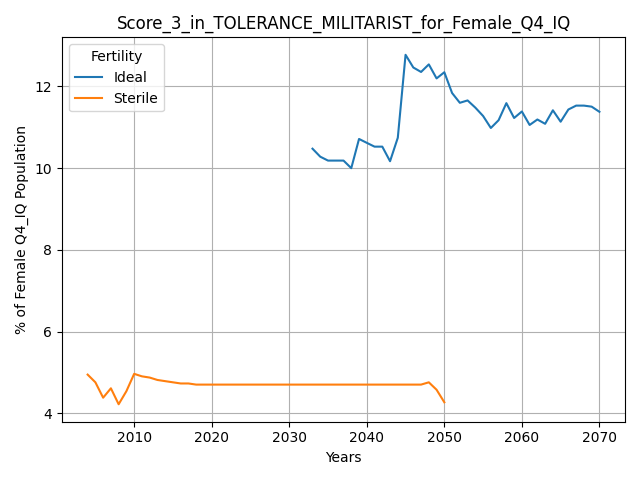 Score_3_in_TOLERANCE_MILITARIST_for_Female_Q4_IQ
Fertility
Ideal
Sterile
% of Female Q4_IQ Population
12
10
8
6
4
2010 2020 2030 2040 2050 2060 2070
Years